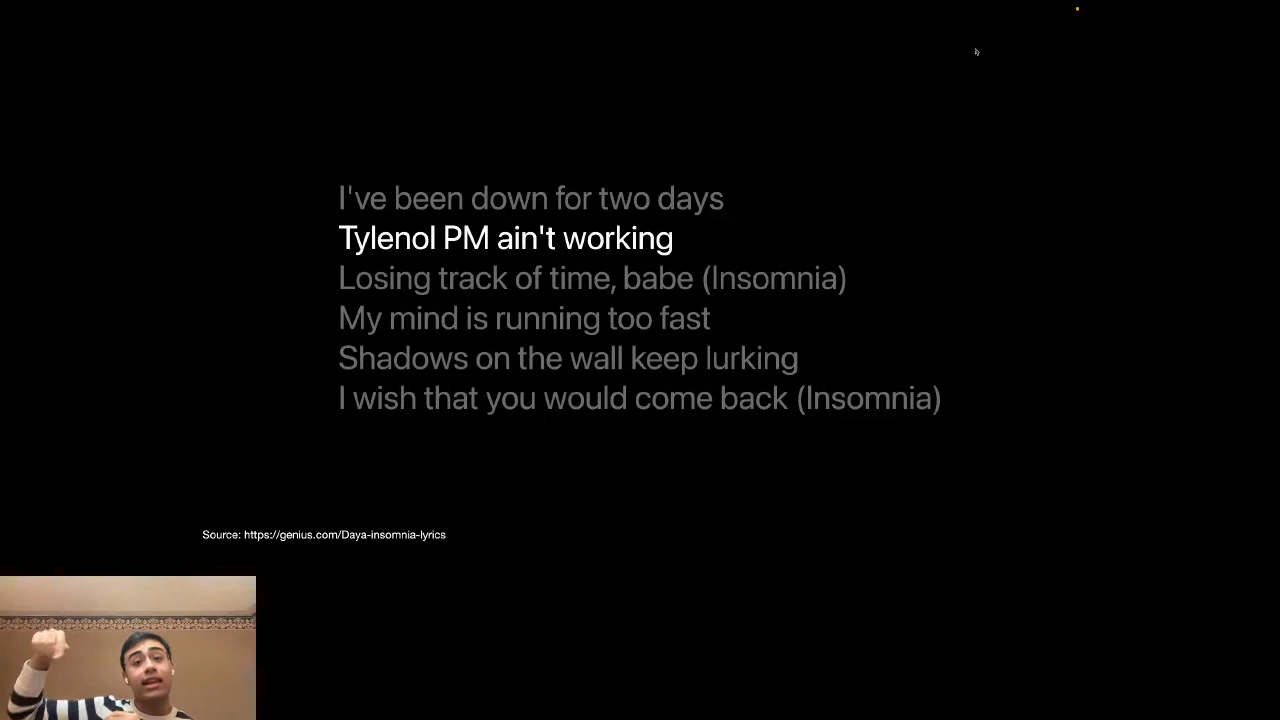 I've been down for two days
Tylenol PM ain't working
Losing track of time, babe (Insomnia)
My mind is running too fast
Shadows on the wall keep lurking
I wish that you would come back (Insomnia)
Source: https://genius.com/Daya-insomnia-lyrics